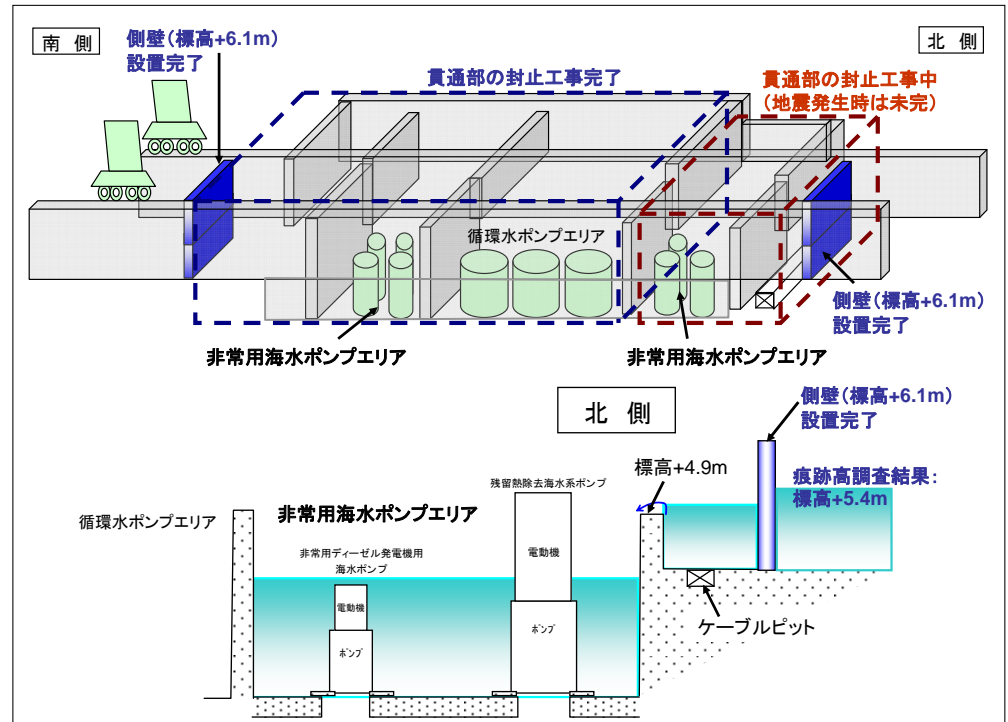 南 側
側壁(標高+6.1m)
設置完了
貫通部の封止工事完了
北 側
貫通部の封止工事中
(地震発生時は未完)
循環水ポンプエリア
側壁(標高+6.1m)
設置完了
非常用海水ポンプエリア
非常用海水ポンプエリア
北 側
側壁(標高+6.1m)
設置完了
標高+4.9m
痕跡高調査結果:
標高+5.4m
残留熱除去海水系ポンプ
循環水ポンプエリア
非常用海水ポンプエリア
非常用ディーゼル発電機用
海水ポンプ
電動機
電動機
ポンプ
ポンプ
ケーブルピット